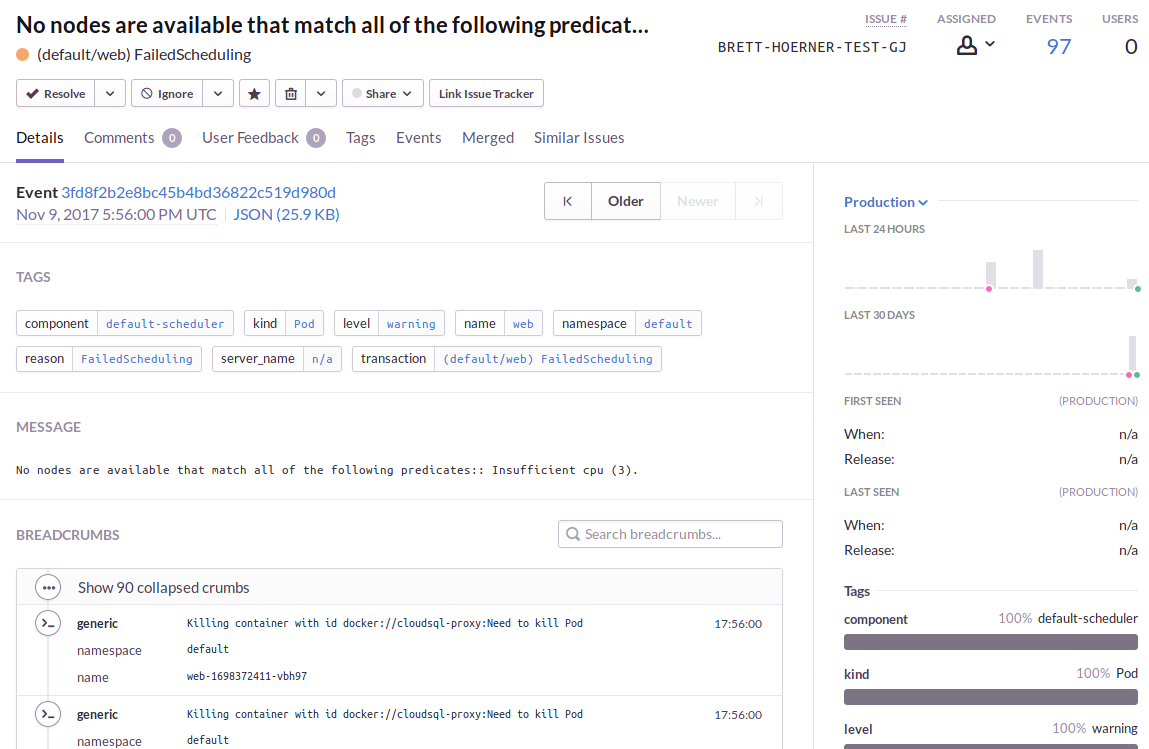 No nodes are available that match all of the following predicat...
ISSUE # ASSIGNED EVENTS USERS
(default/web) FailedScheduling
BRETT-HOERNER-TEST-GJ 97 0
Resolve Ignore Share Link Issue Tracker
Details Comments 0 User Feedback 0 Tags Events Merged Similar Issues
Event 3fd8f2b2e8bc45b4bd36822c519d980d
Nov 9, 2017 5:56:00 PM UTC JSON (25.9 KB)
Older Newer
TAGS
component default-scheduler kind Pod level warning name web namespace default
reason FailedScheduling server_name n/a transaction (default/web) FailedScheduling
MESSAGE
No nodes are available that match all of the following predicates:: Insufficient cpu (3).
BREADCRUMBS
Search breadcrumbs...
Show 90 collapsed crumbs
generic Killing container with id docker://cloudsql-proxy:Need to kill Pod 17:56:00
namespace default
name web-1698372411-vbh97
generic Killing container with id docker://cloudsql-proxy:Need to kill Pod 17:56:00
namespace default
Production
LAST 24 HOURS
LAST 30 DAYS
FIRST SEEN (PRODUCTION)
When: n/a
Release: n/a
LAST SEEN (PRODUCTION)
When: n/a
Release: n/a
Tags
component 100% default-scheduler
kind 100% Pod
level 100% warning